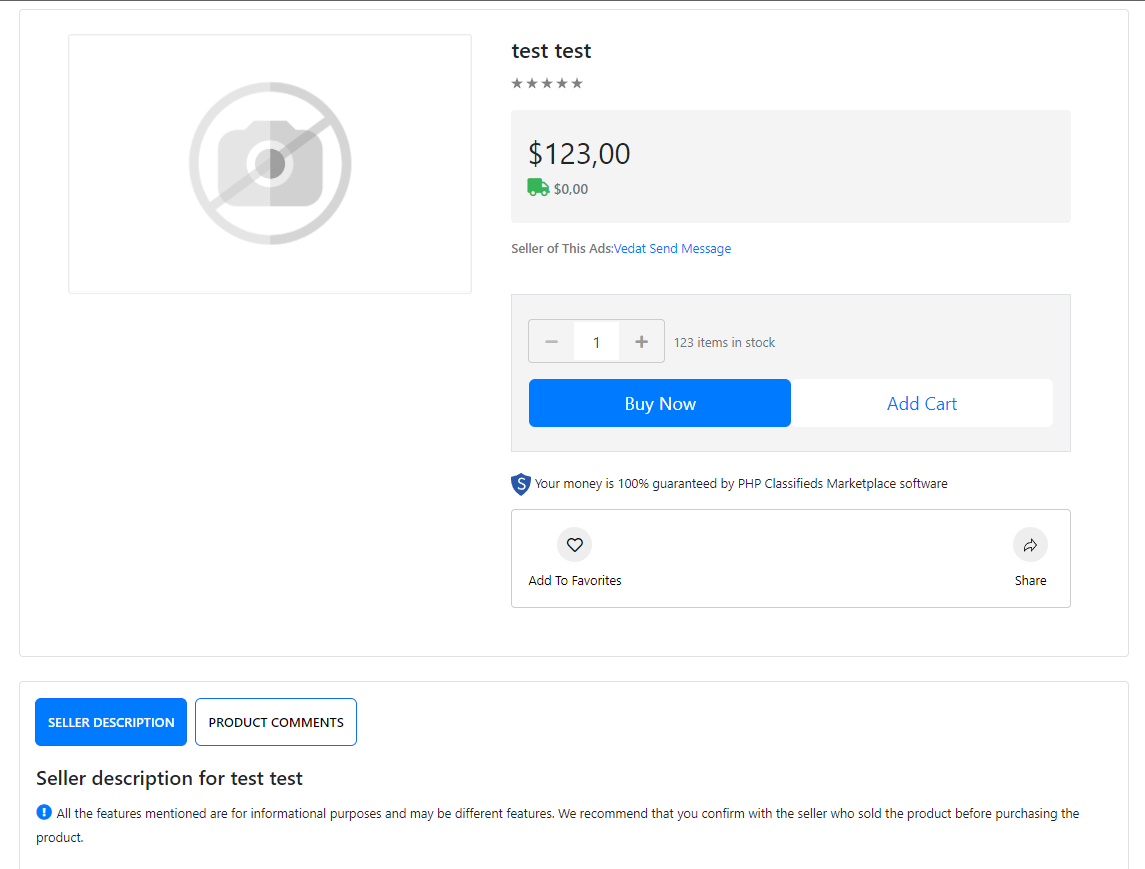 test test
$123,00
$0,00
Seller of This Ads:Vedat Send Message
1
123 items in stock
Buy Now
Add Cart
S
Your money is 100% guaranteed by PHP Classifieds Marketplace software
Add To Favorites
Share
SELLER DESCRIPTION
PRODUCT COMMENTS
Seller description for test test
All the features mentioned are for informational purposes and may be different features. We recommend that you confirm with the seller who sold the product before purchasing the
product.